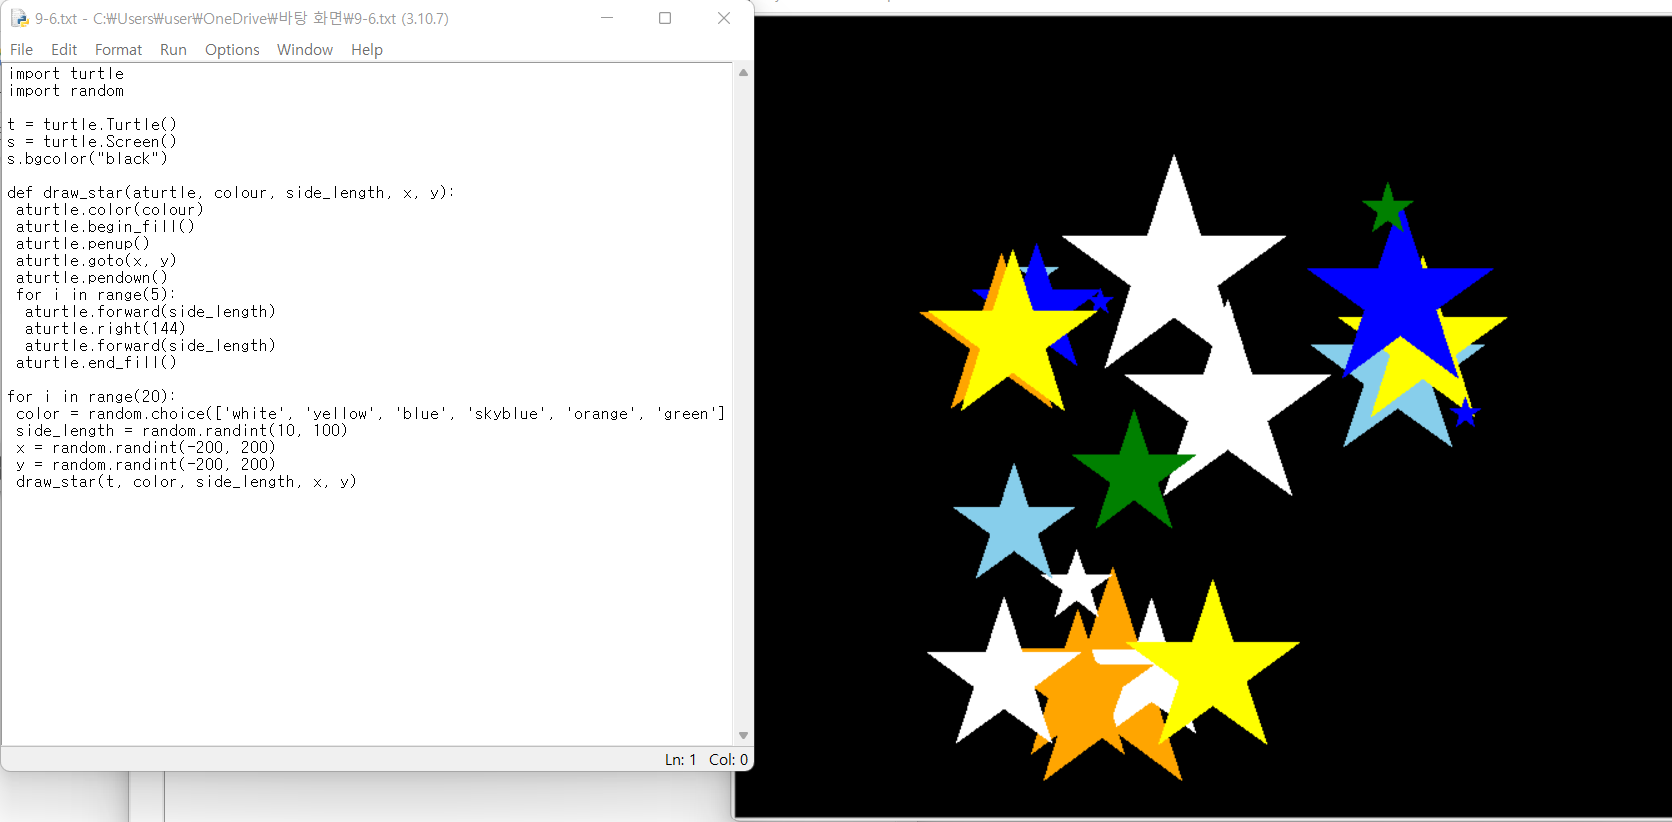 9-6.txt - C:₩Users₩user₩OneDrive₩바탕 화면₩9-6.txt (3.10.7)
File Edit Format Run Options Window Help
import turtle
import random
t = turtle.Turtle()
s = turtle.Screen()
s.bgcolor("black")
def draw_star(aturtle, colour, side_length, x, y):
 aturtle.color(colour)
 aturtle.begin_fill()
 aturtle.penup()
 aturtle.goto(x, y)
 aturtle.pendown()
 for i in range(5):
  aturtle.forward(side_length)
  aturtle.right(144)
  aturtle.forward(side_length)
 aturtle.end_fill()
for i in range(20):
 color = random.choice(['white', 'yellow', 'blue', 'skyblue', 'orange', 'green']
 side_length = random.randint(10, 100)
 x = random.randint(-200, 200)
 y = random.randint(-200, 200)
 draw_star(t, color, side_length, x, y)
Ln: 1 Col: 0